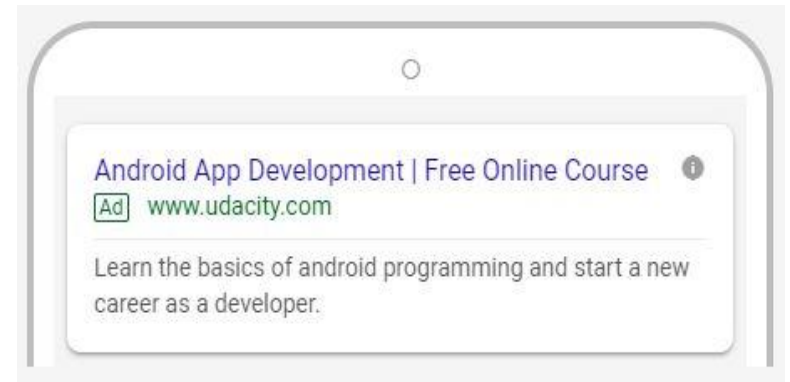 Android App Development | Free Online Course
Ad www.udacity.com
Learn the basics of android programming and start a new
career as a developer.